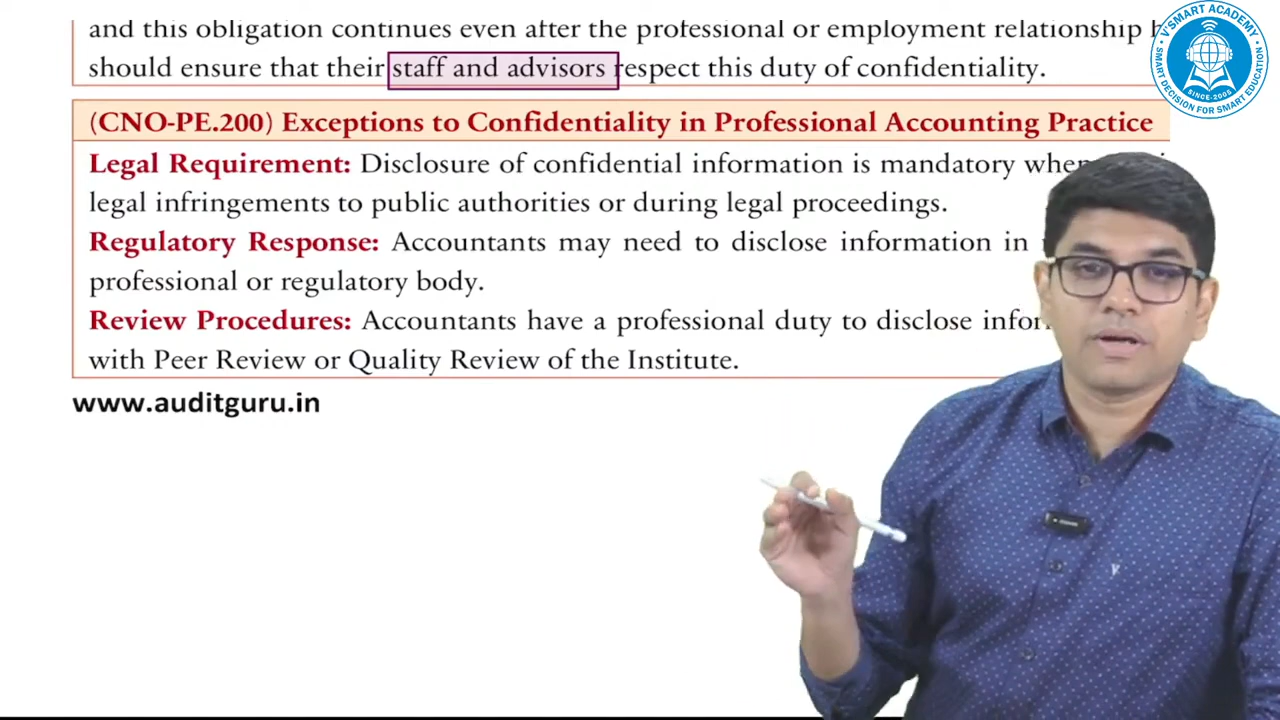 and this obligation continues even after the professional or employment relationship
should ensure that their staff and advisors respect this duty of confidentiality.
(CNO-PE.200) Exceptions to Confidentiality in Professional Accounting Practice
Legal Requirement: Disclosure of confidential information is mandatory
legal infringements to public authorities or during legal proceedings.
Regulatory Response: Accountants may need to disclose information in
professional or regulatory body.
Review Procedures: Accountants have a professional duty to disclose
with Peer Review or Quality Review of the Institute.
www.auditguru.in
V'SMART ACADEMY
SMART DECISION FOR SMART EDUCATION
SINCE-2005
V